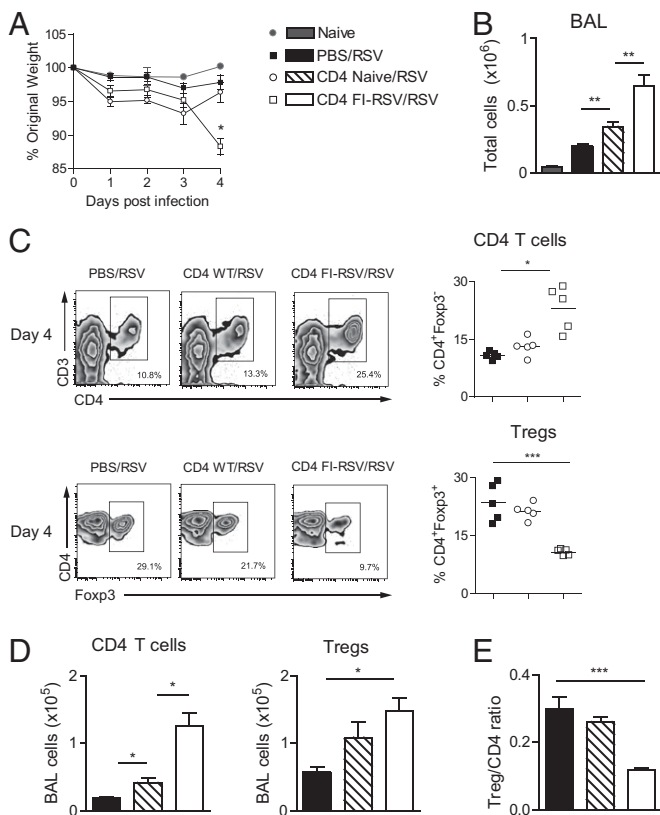 A
% Original Weight
100
100
95
90
85
0
1
2
3
4
*
Days post infection
Naive
PBS/RSV
CD4 Naive/RSV
CD4 FI-RSV/RSV
B
BAL
Total cells (x10⁶)
1
0.5
0
**
**
C
Day 4
PBS/RSV
CD4 WT/RSV
CD4 FI-RSV/RSV
10.8%
13.3%
25.4%
CD3
CD4
CD4 T cells
% CD4⁺Foxp3⁻
30
15
0
*
Day 4
PBS/RSV
CD4 WT/RSV
CD4 FI-RSV/RSV
29.1%
21.7%
9.7%
CD4
Foxp3
Tregs
% CD4⁺Foxp3⁺
30
15
0
***
D
CD4 T cells
BAL cells (x10⁵)
2
1
0
*
*
Tregs
BAL cells (x10⁵)
2
1
0
*
E
Treg/CD4 ratio
0.4
0.2
0.0
***